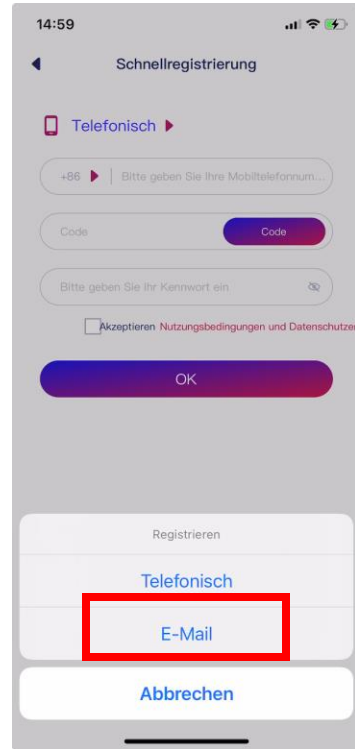 14:59
Schnellregistrierung
Telefonisch
+86 Bitte geben Sie Ihre Mobiltelefonnum...
Code Code
Bitte geben Sie Ihr Kennwort ein
Akzeptieren Nutzungsbedingungen und Datenschutze
OK
Registrieren
Telefonisch
E-Mail
Abbrechen